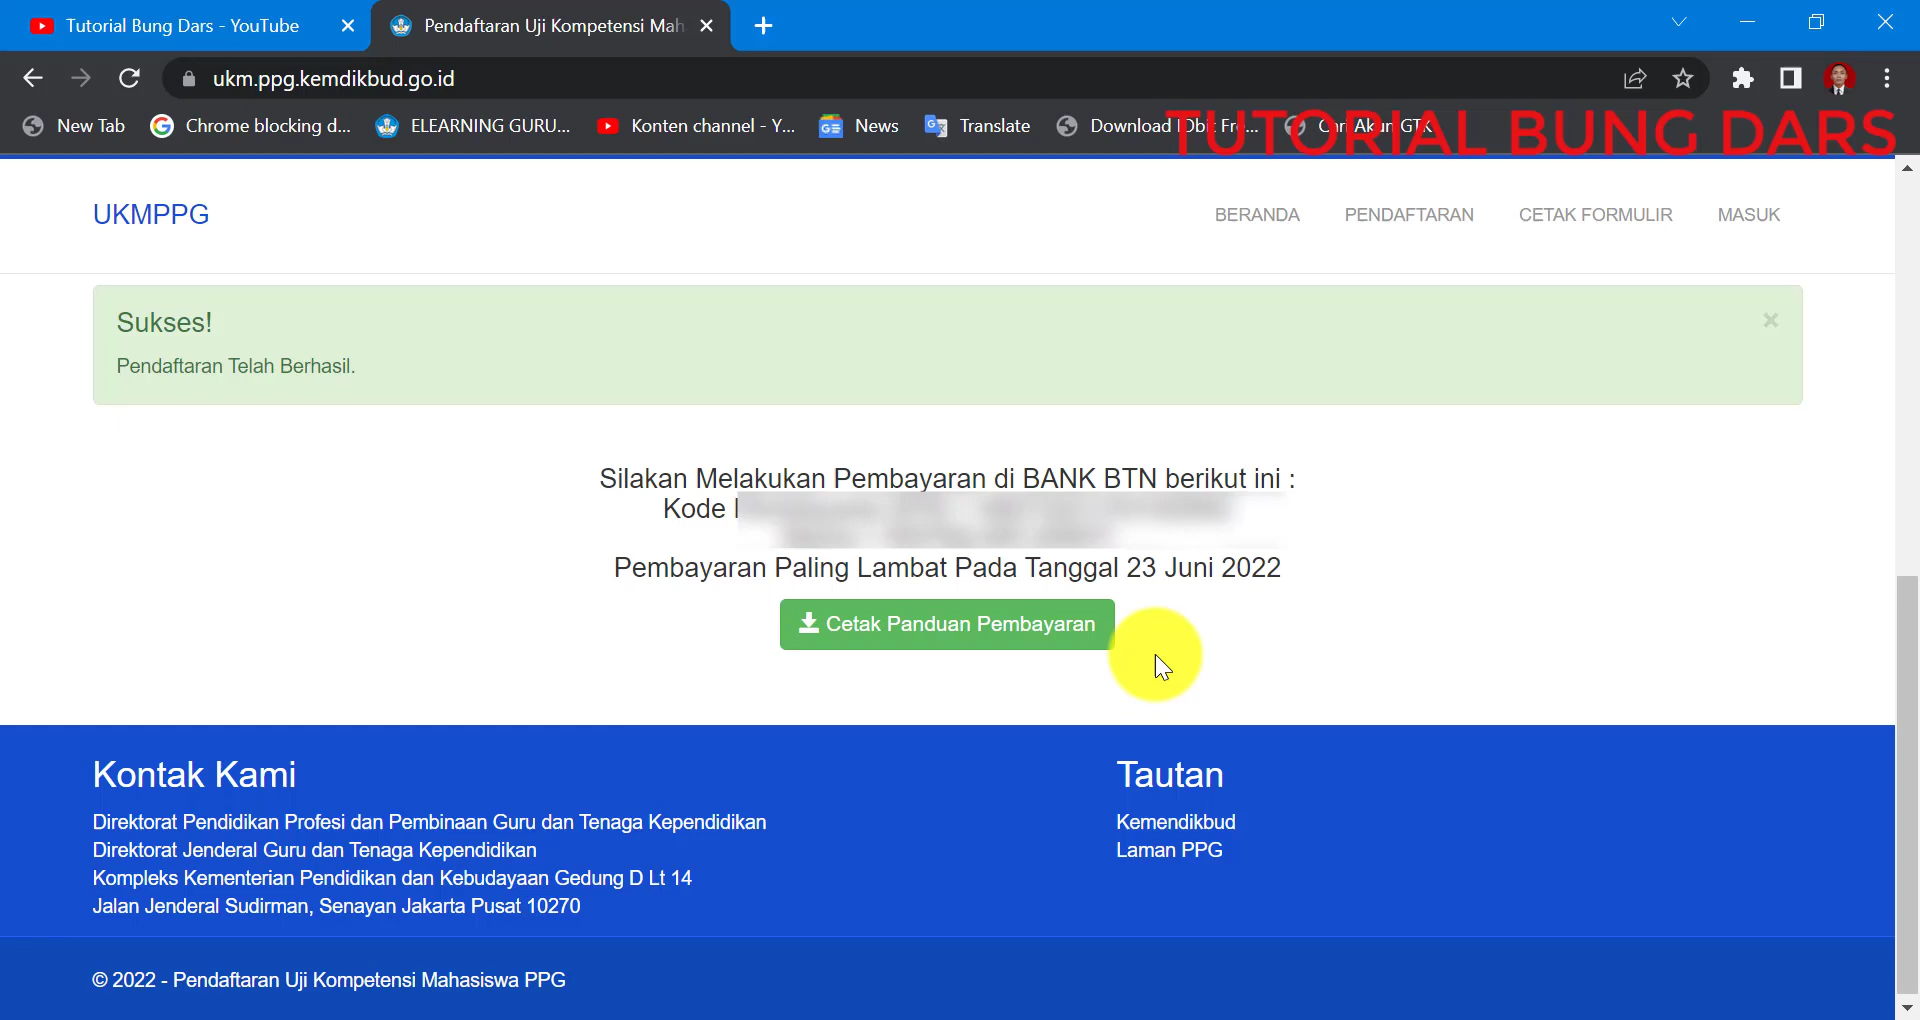 Tutorial Bung Dars - YouTube
Pendaftaran Uji Kompetensi Mah
ukm.ppg.kemdikbud.go.id
New Tab
Chrome blocking d...
ELEARNING GURU...
Konten channel - Y...
News
Translate
Download
Cari Akun GTK
TUTORIAL BUNG DARS
UKMPPG
BERANDA
PENDAFTARAN
CETAK FORMULIR
MASUK
Sukses!
Pendaftaran Telah Berhasil.
Silakan Melakukan Pembayaran di BANK BTN berikut ini :
Kode
Pembayaran Paling Lambat Pada Tanggal 23 Juni 2022
Cetak Panduan Pembayaran
Kontak Kami
Direktorat Pendidikan Profesi dan Pembinaan Guru dan Tenaga Kependidikan
Direktorat Jenderal Guru dan Tenaga Kependidikan
Kompleks Kementerian Pendidikan dan Kebudayaan Gedung D Lt 14
Jalan Jenderal Sudirman, Senayan Jakarta Pusat 10270
Tautan
Kemendikbud
Laman PPG
© 2022 - Pendaftaran Uji Kompetensi Mahasiswa PPG